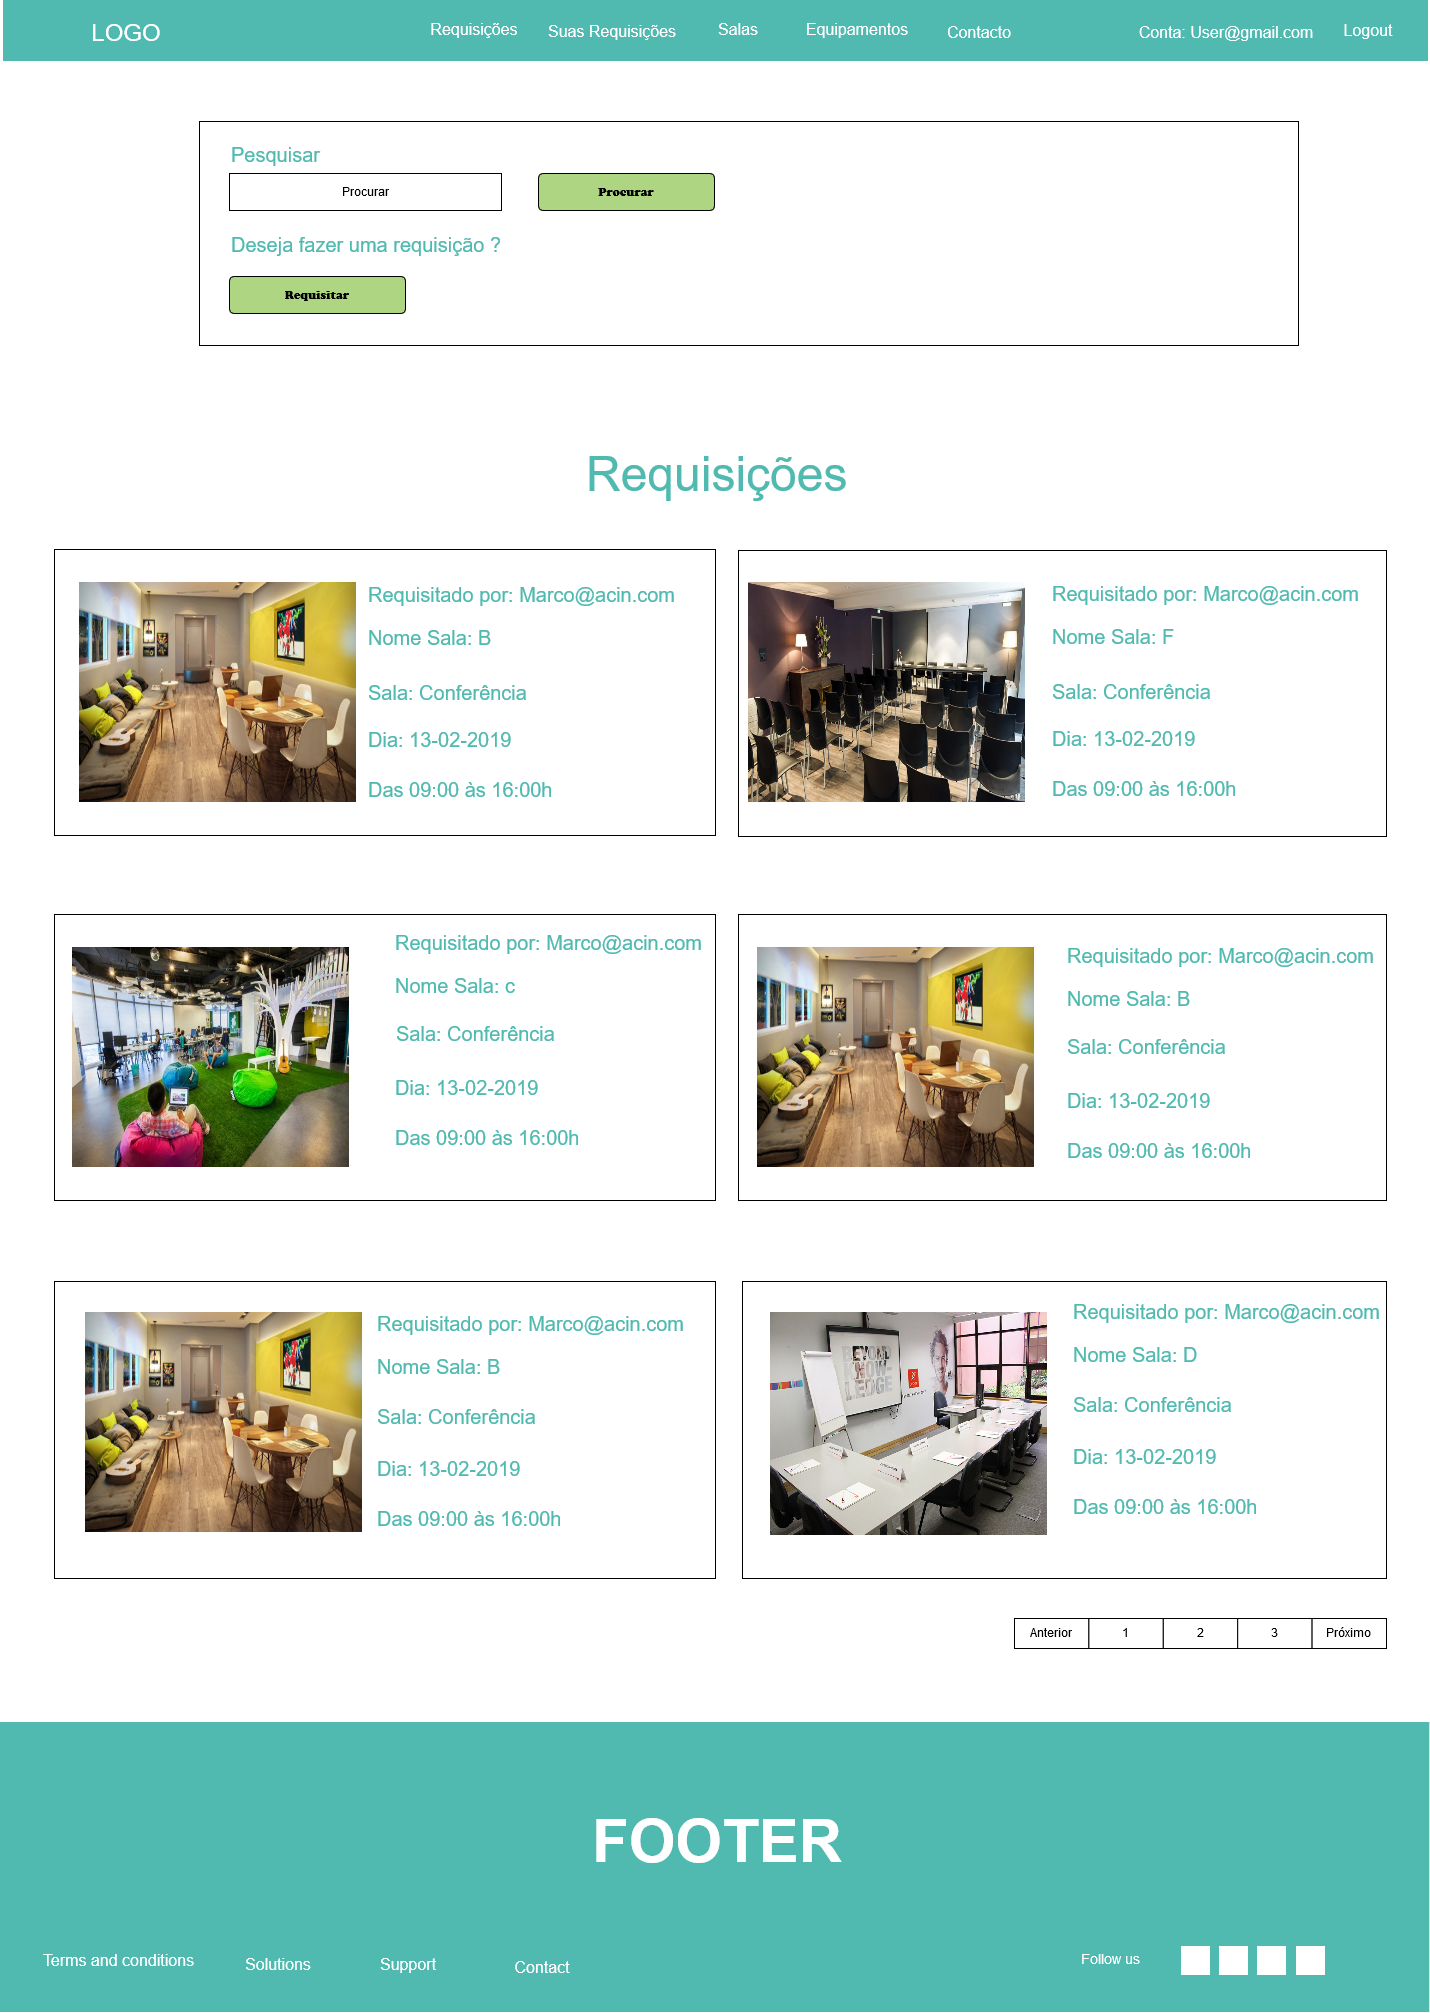 LOGO
Requisições
Suas Requisições
Salas
Equipamentos
Contacto
Conta: User@gmail.com
Logout
Pesquisar
Procurar
Procurar
Deseja fazer uma requisição ?
Requisitar
Requisições
Requisitado por: Marco@acin.com
Nome Sala: B
Sala: Conferência
Dia: 13-02-2019
Das 09:00 às 16:00h
Requisitado por: Marco@acin.com
Nome Sala: F
Sala: Conferência
Dia: 13-02-2019
Das 09:00 às 16:00h
Requisitado por: Marco@acin.com
Nome Sala: c
Sala: Conferência
Dia: 13-02-2019
Das 09:00 às 16:00h
Requisitado por: Marco@acin.com
Nome Sala: B
Sala: Conferência
Dia: 13-02-2019
Das 09:00 às 16:00h
Requisitado por: Marco@acin.com
Nome Sala: B
Sala: Conferência
Dia: 13-02-2019
Das 09:00 às 16:00h
BEYOND
KNOW-
LEDGE
Requisitado por: Marco@acin.com
Nome Sala: D
Sala: Conferência
Dia: 13-02-2019
Das 09:00 às 16:00h
Anterior
1
2
3
Próximo
FOOTER
Terms and conditions
Solutions
Support
Contact
Follow us